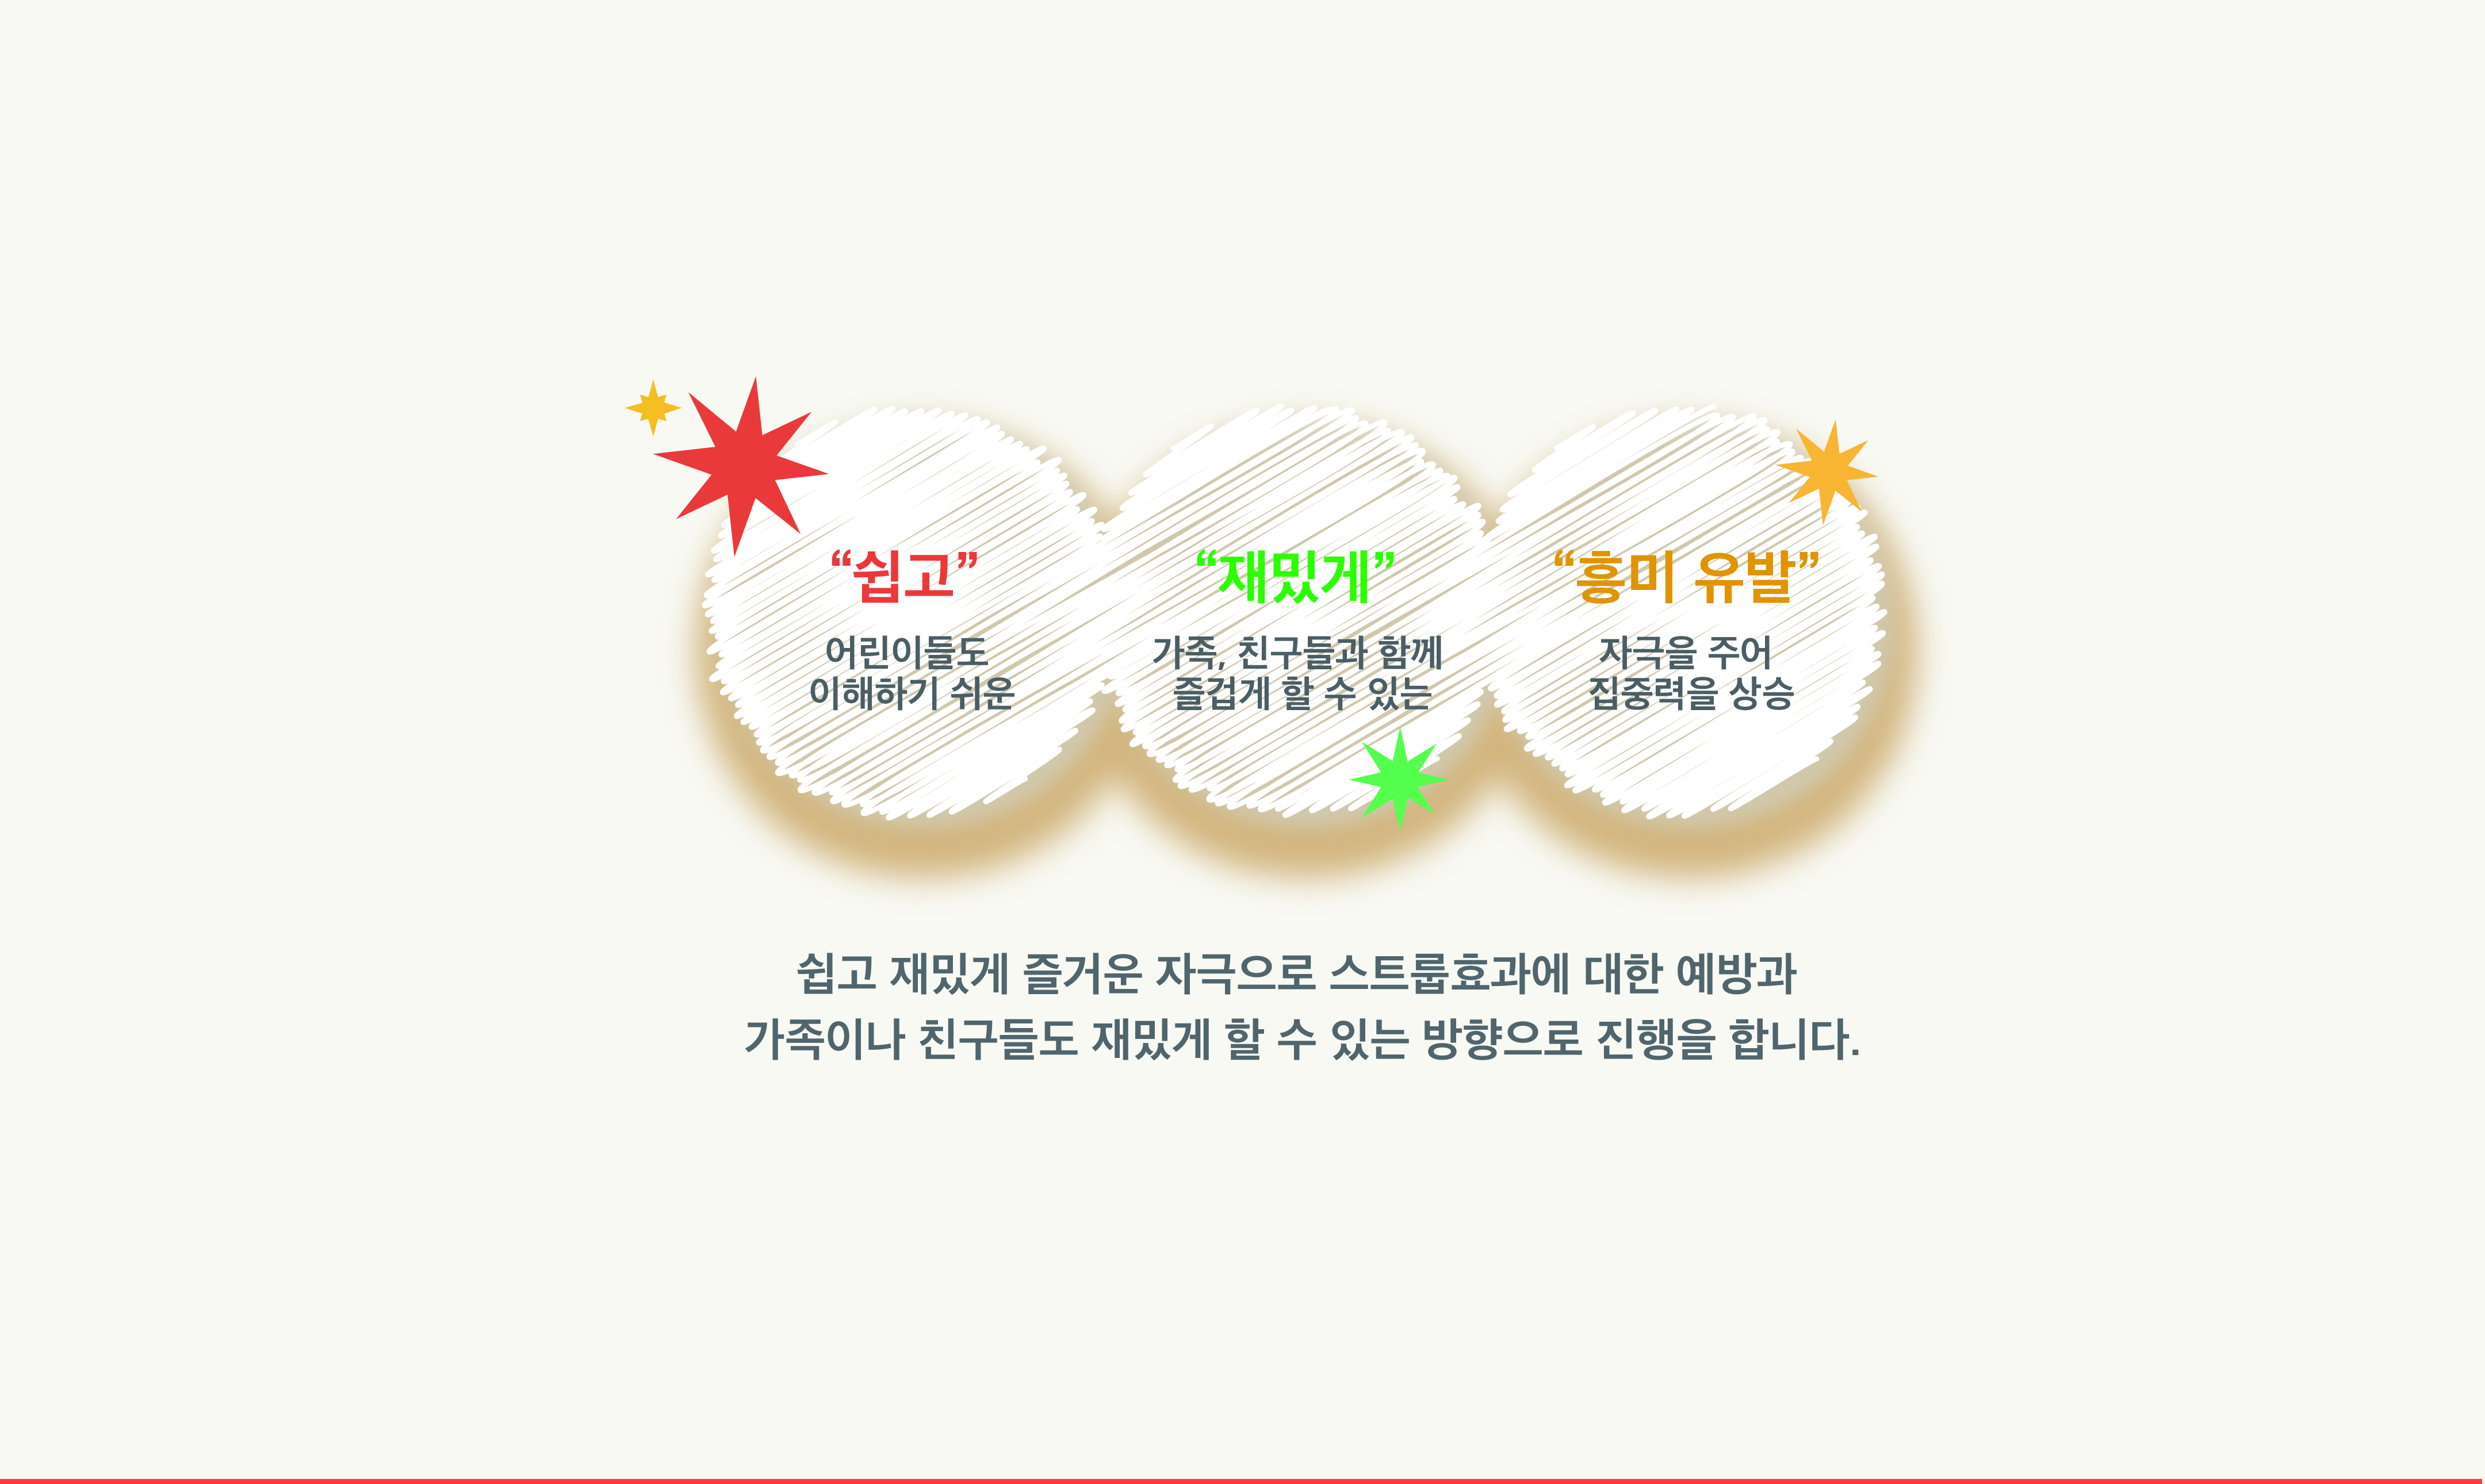 “쉽고”
어린이들도
이해하기 쉬운
“재밌게”
가족, 친구들과 함께
즐겁게 할 수 있는
“흥미 유발”
자극을 주어
집중력을 상승
쉽고 재밌게 즐거운 자극으로 스트룹효과에 대한 예방과
가족이나 친구들도 재밌게 할 수 있는 방향으로 진행을 합니다.